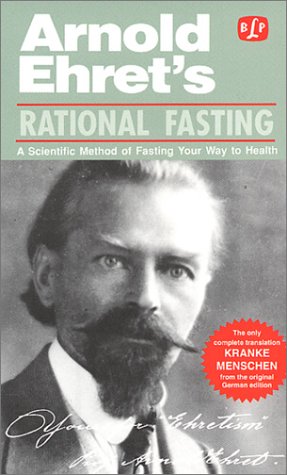 Arnold
Ehret's
BLP
RATIONAL FASTING
A Scientific Method of Fasting Your Way to Health
The only
complete translation
KRANKE
MENSCHEN
from the original
German edition
"Ehretism"
Ehret.